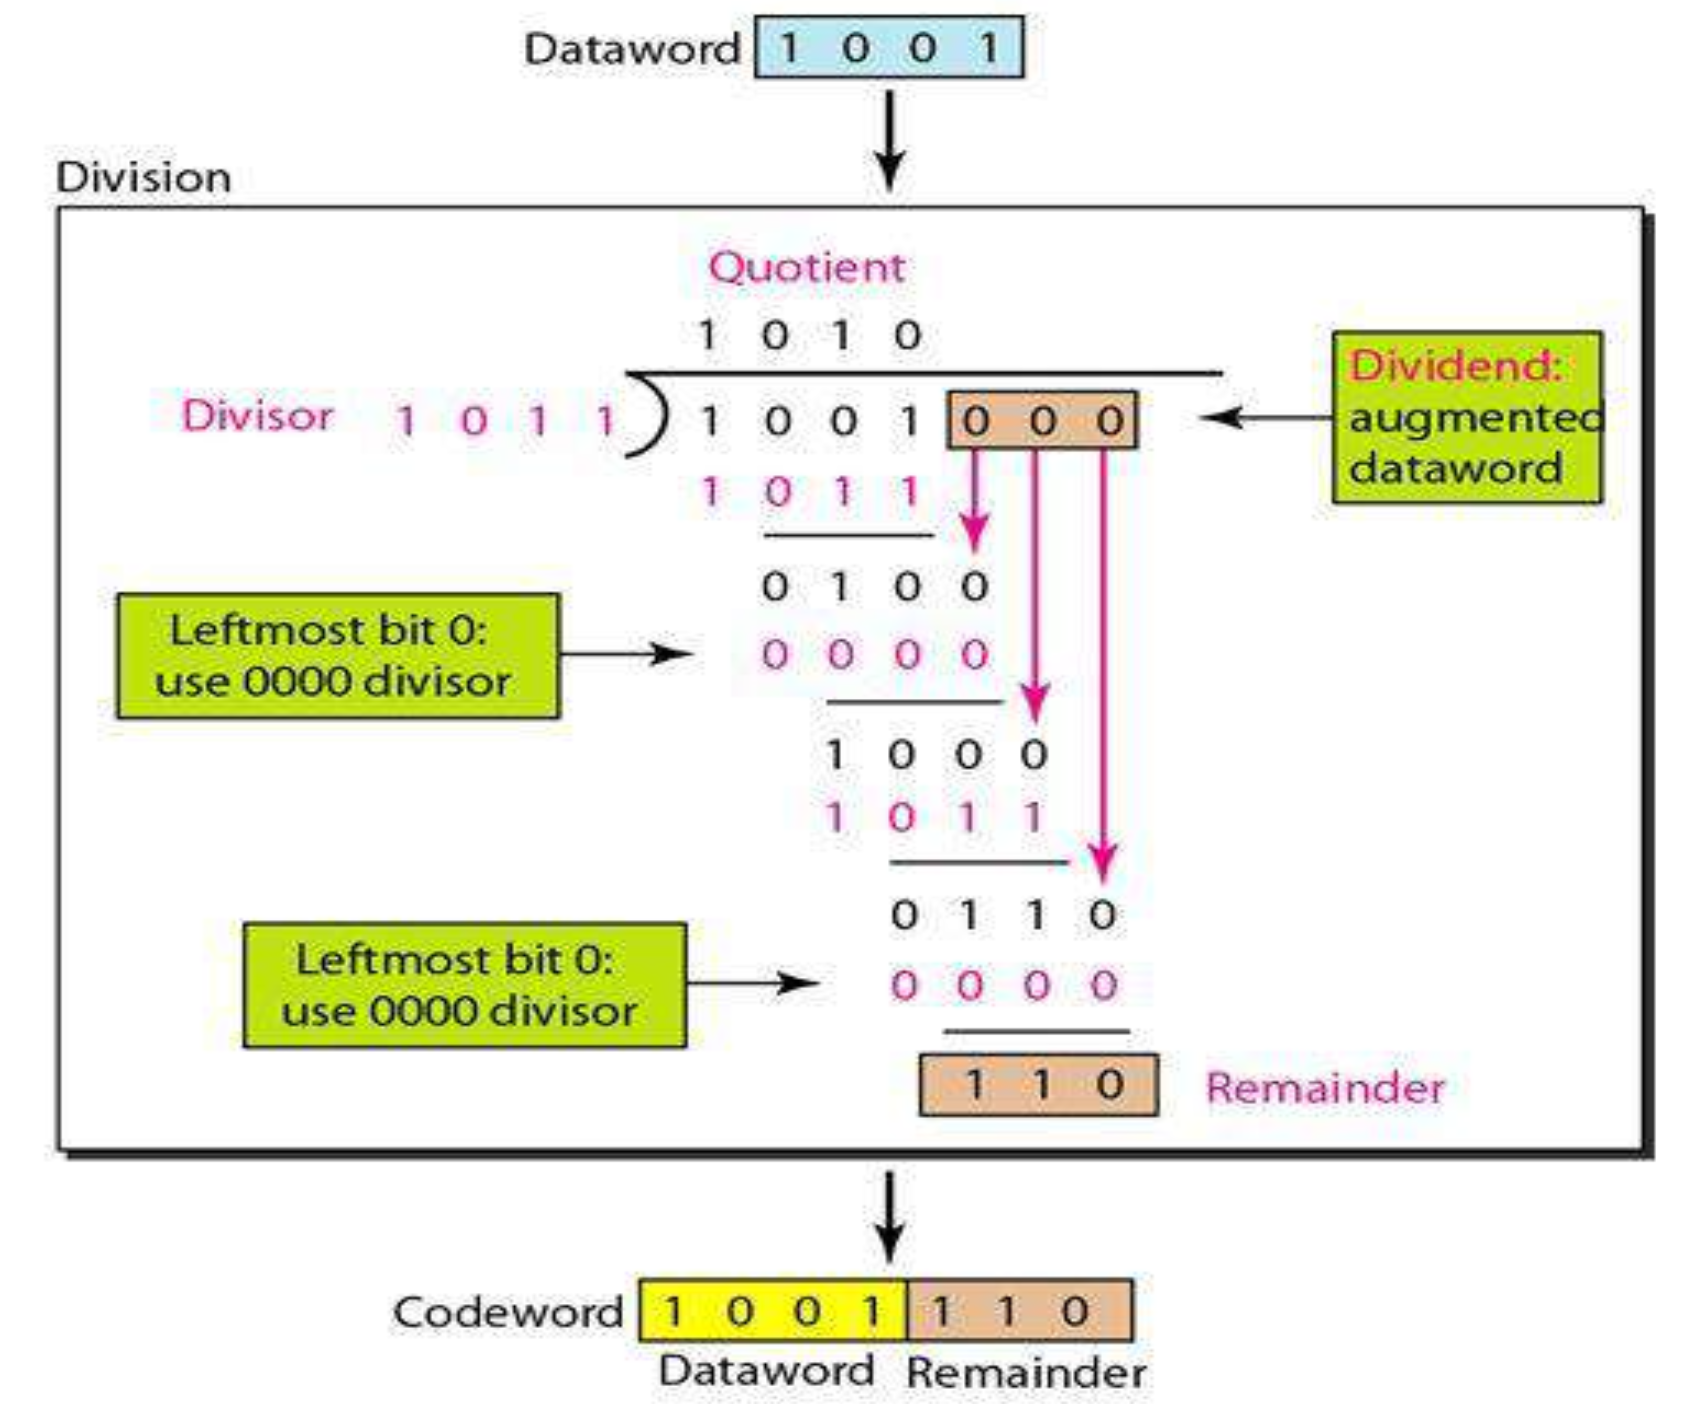 Dataword 1 0 0 1
Division
Quotient
1 0 1 0
Divisor 1 0 1 1 1 0 0 1 0 0 0
Dividend:
augmented
dataword
1 0 1 1
0 1 0 0
Leftmost bit 0:
use 0000 divisor
0 0 0 0
1 0 0 0
1 0 1 1
0 1 1 0
Leftmost bit 0:
use 0000 divisor
0 0 0 0
1 1 0 Remainder
Codeword 1 0 0 1 1 1 0
Dataword Remainder